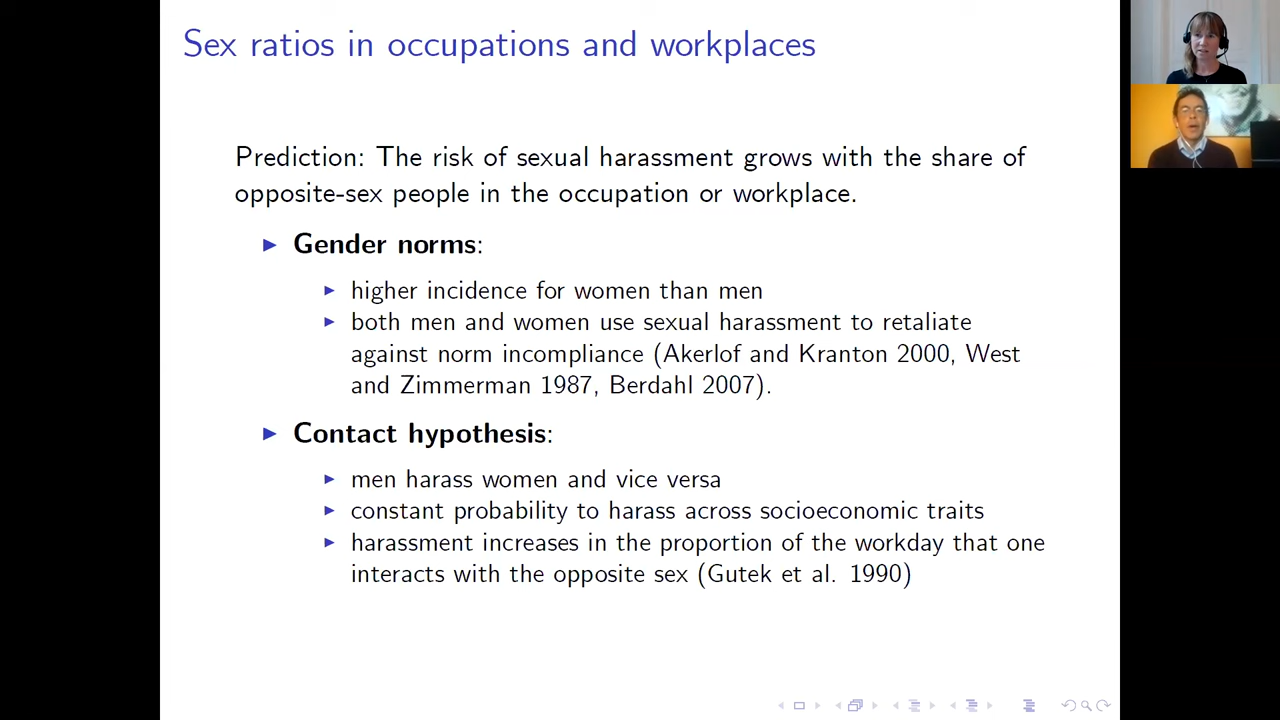 Sex ratios in occupations and workplaces
Prediction: The risk of sexual harassment grows with the share of
opposite-sex people in the occupation or workplace.
Gender norms:
higher incidence for women than men
both men and women use sexual harassment to retaliate
against norm incompliance (Akerlof and Kranton 2000, West
and Zimmerman 1987, Berdahl 2007).
Contact hypothesis:
men harass women and vice versa
constant probability to harass across socioeconomic traits
harassment increases in the proportion of the workday that one
interacts with the opposite sex (Gutek et al. 1990)